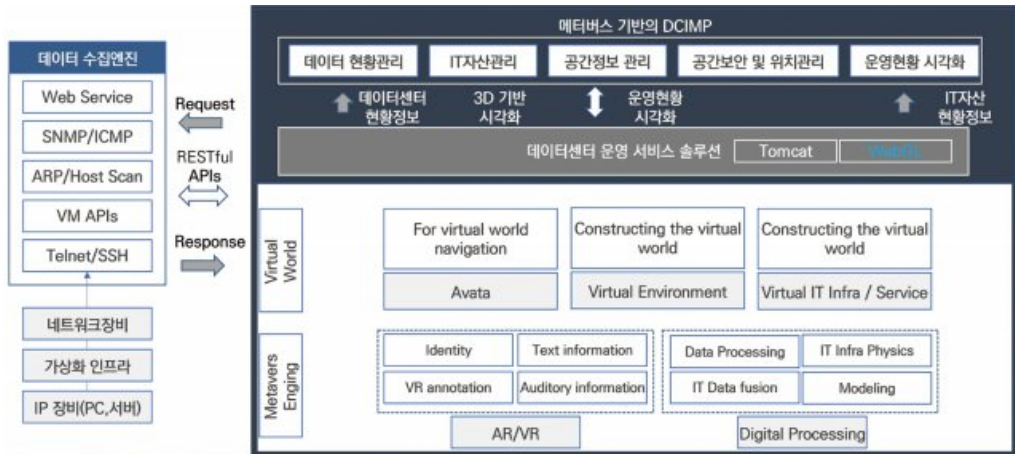 데이터 수집엔진
Web Service
SNMP/ICMP
ARP/Host Scan
VM APIs
Telnet/SSH
네트워크장비
가상화 인프라
IP 장비(PC,서버)
Request
RESTful
APIs
Response
메터버스 기반의 DCIMP
데이터 현황관리
IT자산관리
공간정보 관리
공간보안 및 위치관리
운영현황 시각화
데이터센터
현황정보
3D 기반
시각화
운영현황
시각화
IT자산
현황정보
데이터센터 운영 서비스 솔루션
Tomcat
WebGL
Virtual
World
For virtual world
navigation
Avata
Constructing the virtual
world
Virtual Environment
Constructing the virtual
world
Virtual IT Infra / Service
Metavers
Enging
Identity
Text information
VR annotation
Auditory information
AR/VR
Data Processing
IT Infra Physics
IT Data fusion
Modeling
Digital Processing